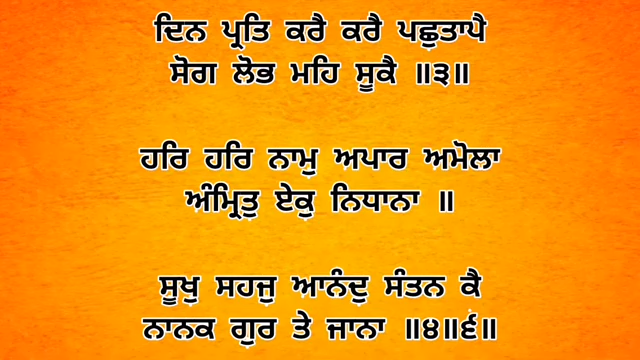 ਦਿਨ ਪ੍ਰਤਿ ਕਰੈ ਕਰੈ ਪਛੁਤਾਪੈ
ਸੋਗ ਲੋਭ ਮਹਿ ਸੂਕੈ ॥੩॥
ਹਰਿ ਹਰਿ ਨਾਮੁ ਅਪਾਰ ਅਮੋਲਾ
ਅੰਮ੍ਰਿਤੁ ਏਕੁ ਨਿਧਾਨਾ ॥
ਸੂਖੁ ਸਹਜੁ ਆਨੰਦੁ ਸੰਤਨ ਕੈ
ਨਾਨਕ ਗੁਰ ਤੇ ਜਾਨਾ ॥੪॥੬॥